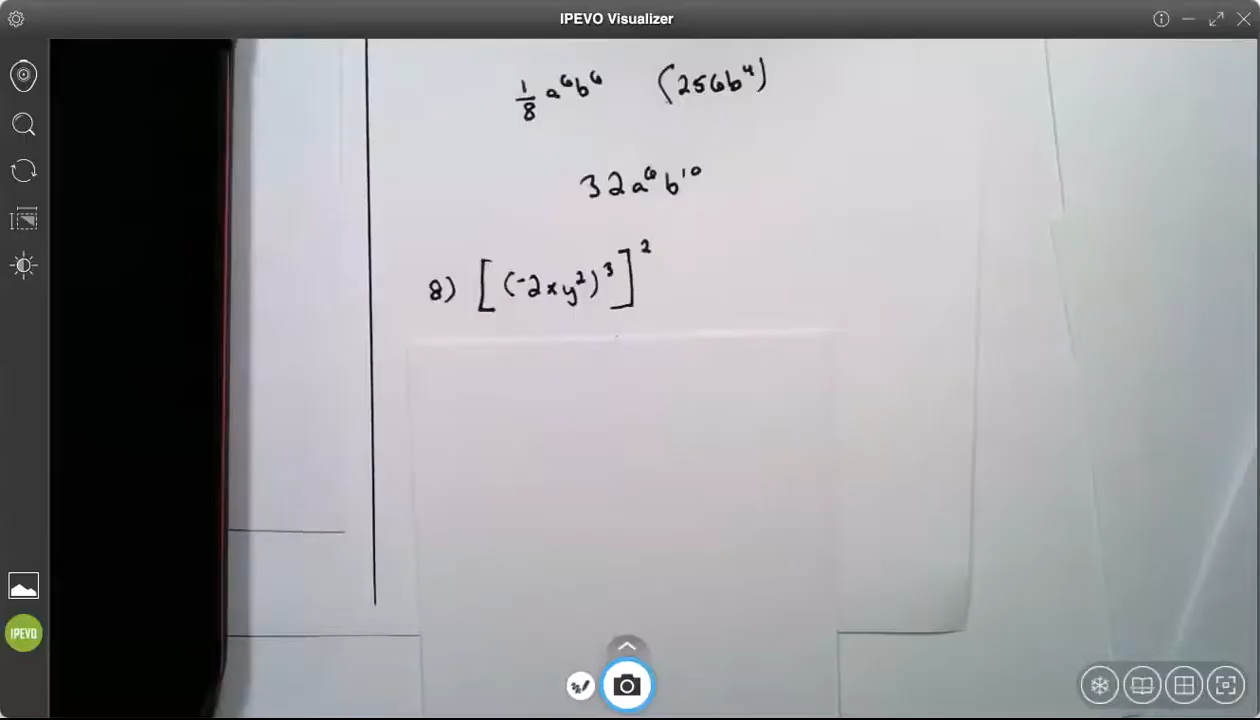 IPEVO Visualizer
1/8 a⁶b⁶ (256b⁴)
32a⁶b¹⁰
8) [(-2xy²)³]²
IPEVO